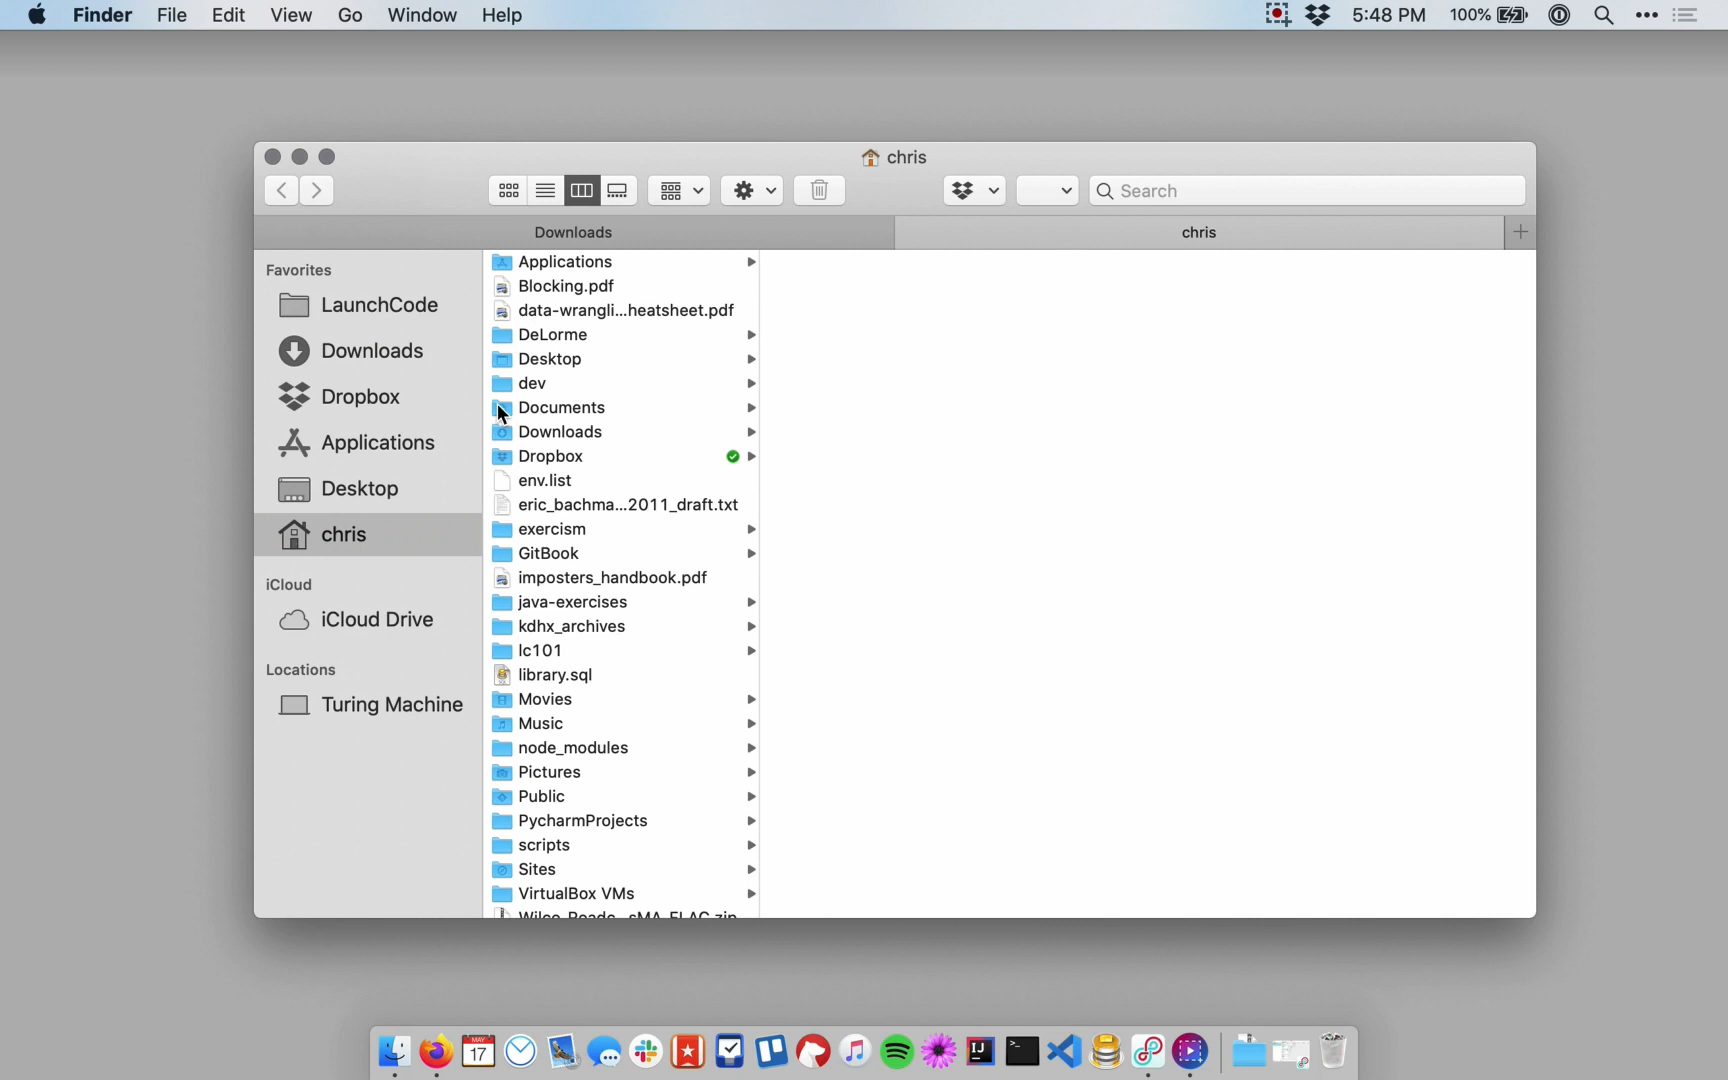 Finder File Edit View Go Window Help 5:48 PM 100%
chris
Search
Downloads chris
Favorites
LaunchCode
Downloads
Dropbox
Applications
Desktop
chris
iCloud
iCloud Drive
Locations
Turing Machine
Applications
Blocking.pdf
data-wrangli...heatsheet.pdf
DeLorme
Desktop
dev
Documents
Downloads
Dropbox
env.list
eric_bachma...2011_draft.txt
exercism
GitBook
imposters_handbook.pdf
java-exercises
kdhx_archives
lc101
library.sql
Movies
Music
node_modules
Pictures
Public
PycharmProjects
scripts
Sites
VirtualBox VMs
MAY
17
IJ